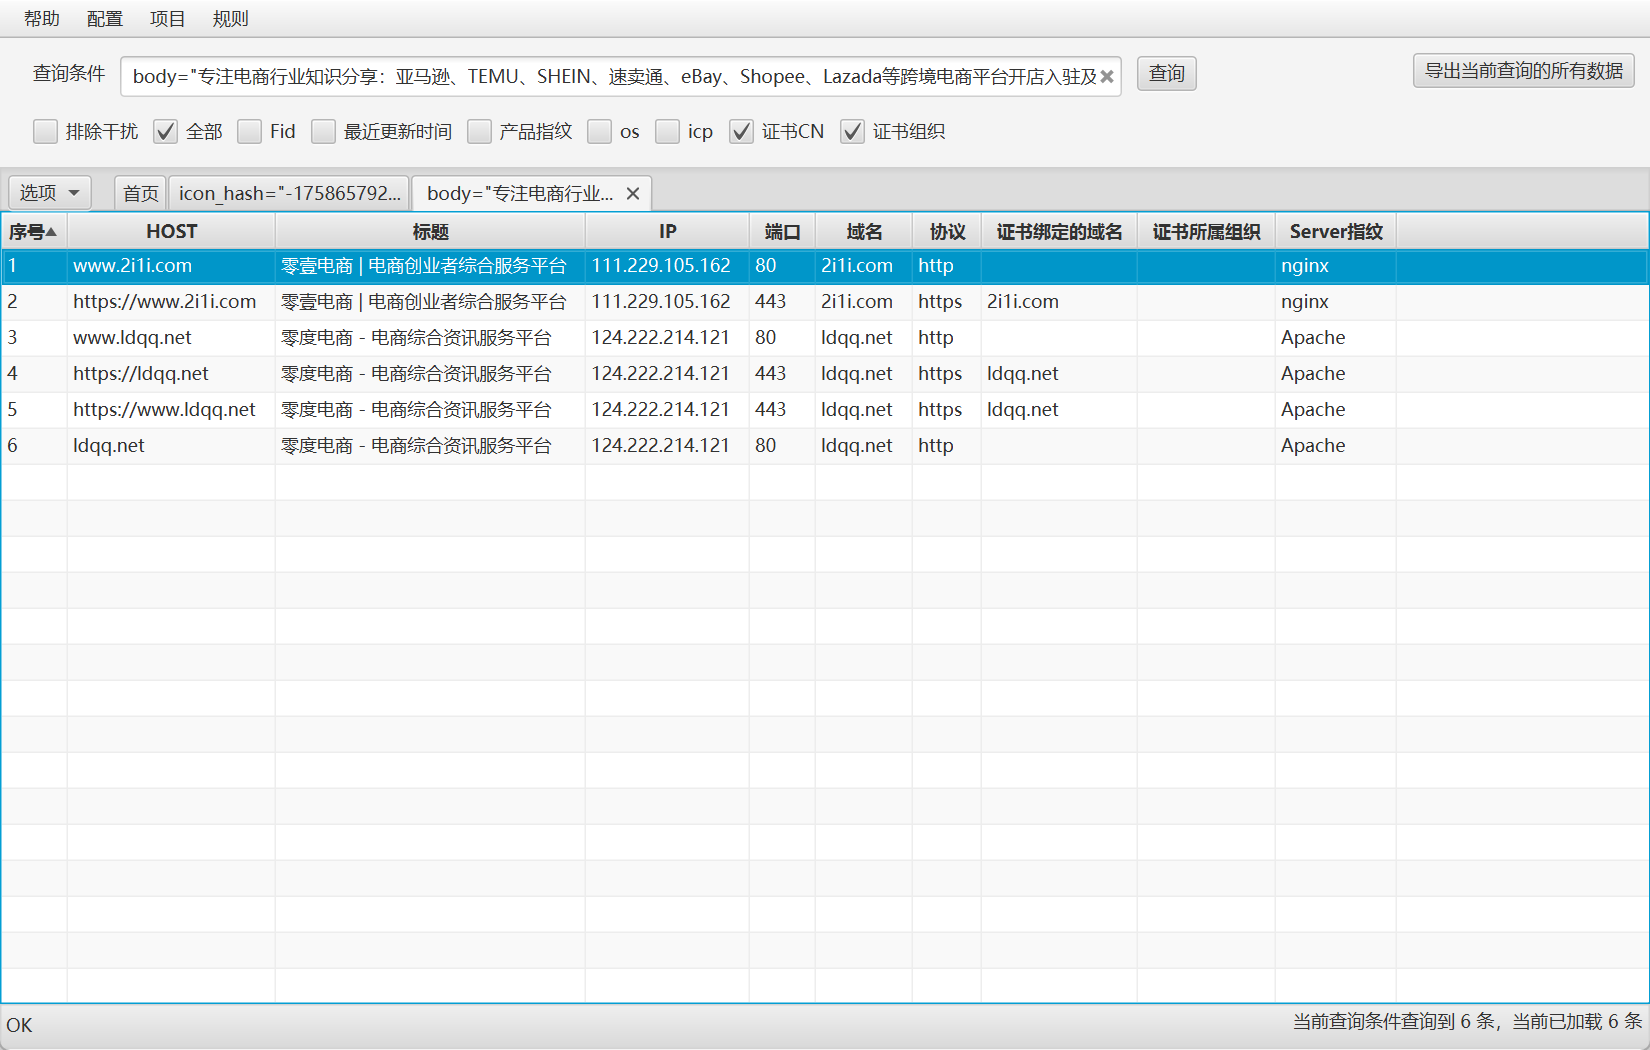 帮助 配置 项目 规则
查询条件 body="专注电商行业知识分享：亚马逊、TEMU、SHEIN、速卖通、eBay、Shopee、Lazada等跨境电商平台开店入驻及 查询 导出当前查询的所有数据
排除干扰 全部 Fid 最近更新时间 产品指纹 os icp 证书CN 证书组织
选项 首页 icon_hash="-175865792... body="专注电商行业...
序号 HOST 标题 IP 端口 域名 协议 证书绑定的域名 证书所属组织 Server指纹
1 www.2i1i.com 零壹电商 | 电商创业者综合服务平台 111.229.105.162 80 2i1i.com http nginx
2 https://www.2i1i.com 零壹电商 | 电商创业者综合服务平台 111.229.105.162 443 2i1i.com https 2i1i.com nginx
3 www.ldqq.net 零度电商 - 电商综合资讯服务平台 124.222.214.121 80 ldqq.net http Apache
4 https://ldqq.net 零度电商 - 电商综合资讯服务平台 124.222.214.121 443 ldqq.net https ldqq.net Apache
5 https://www.ldqq.net 零度电商 - 电商综合资讯服务平台 124.222.214.121 443 ldqq.net https ldqq.net Apache
6 ldqq.net 零度电商 - 电商综合资讯服务平台 124.222.214.121 80 ldqq.net http Apache
OK 当前查询条件查询到 6 条，当前已加载 6 条